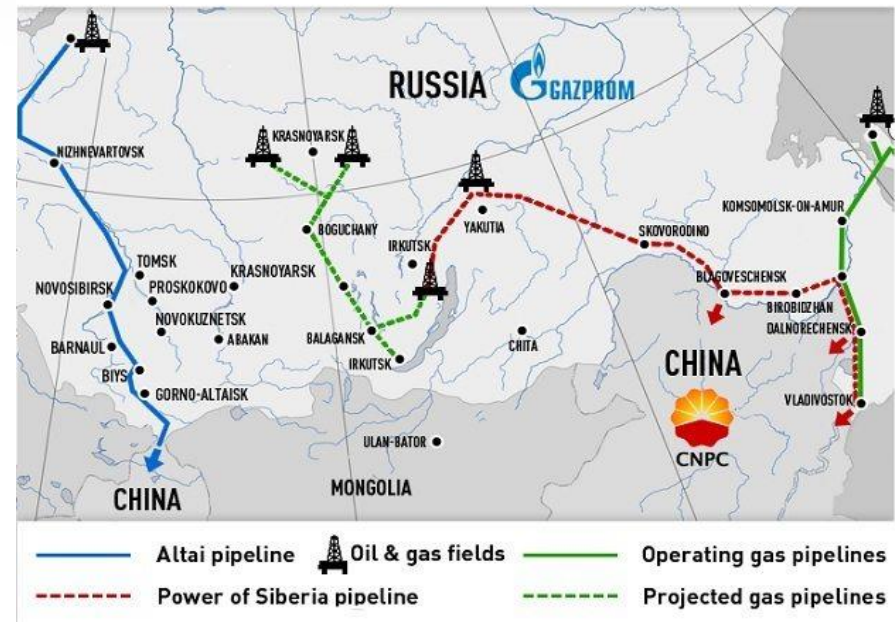 RUSSIA
GAZPROM
NIZHNEVARTOVSK
KRASNOYARSK
KOMSOMOLSK-ON-AMUR
YAKUTIA
BOGUCHANY
SKOVORODINO
IRKUTSK
TOMSK
KRASNOYARSK
PROSKOKOVO
BLAGOVESCHENSK
NOVOSIBIRSK
BIROBIDZHAN
NOVOKUZNETSK
DALNORECHENSK
BALAGANSK
ABAKAN
CHITA
BARNAUL
IRKUTSK
CHINA
BIYS
GORNO-ALTAISK
VLADIVOSTOK
ULAN-BATOR
CNPC
MONGOLIA
CHINA
Altai pipeline
Oil & gas fields
Operating gas pipelines
Power of Siberia pipeline
Projected gas pipelines